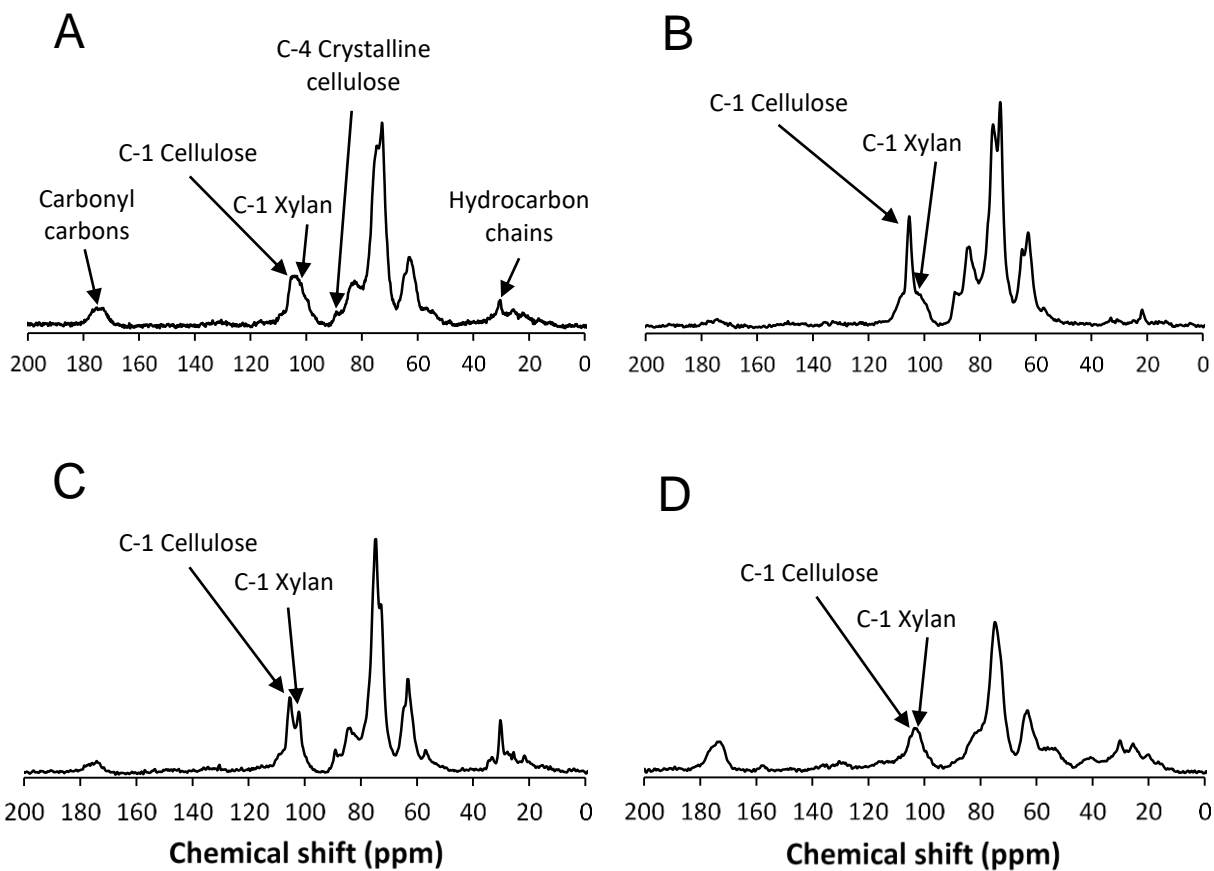 A
C-4 Crystalline
cellulose
C-1 Cellulose
C-1 Xylan
Carbonyl
carbons
Hydrocarbon
chains
200 180 160 140 120 100 80 60 40 20 0
B
C-1 Cellulose
C-1 Xylan
200 180 160 140 120 100 80 60 40 20 0
C
C-1 Cellulose
C-1 Xylan
200 180 160 140 120 100 80 60 40 20 0
Chemical shift (ppm)
D
C-1 Cellulose
C-1 Xylan
200 180 160 140 120 100 80 60 40 20 0
Chemical shift (ppm)